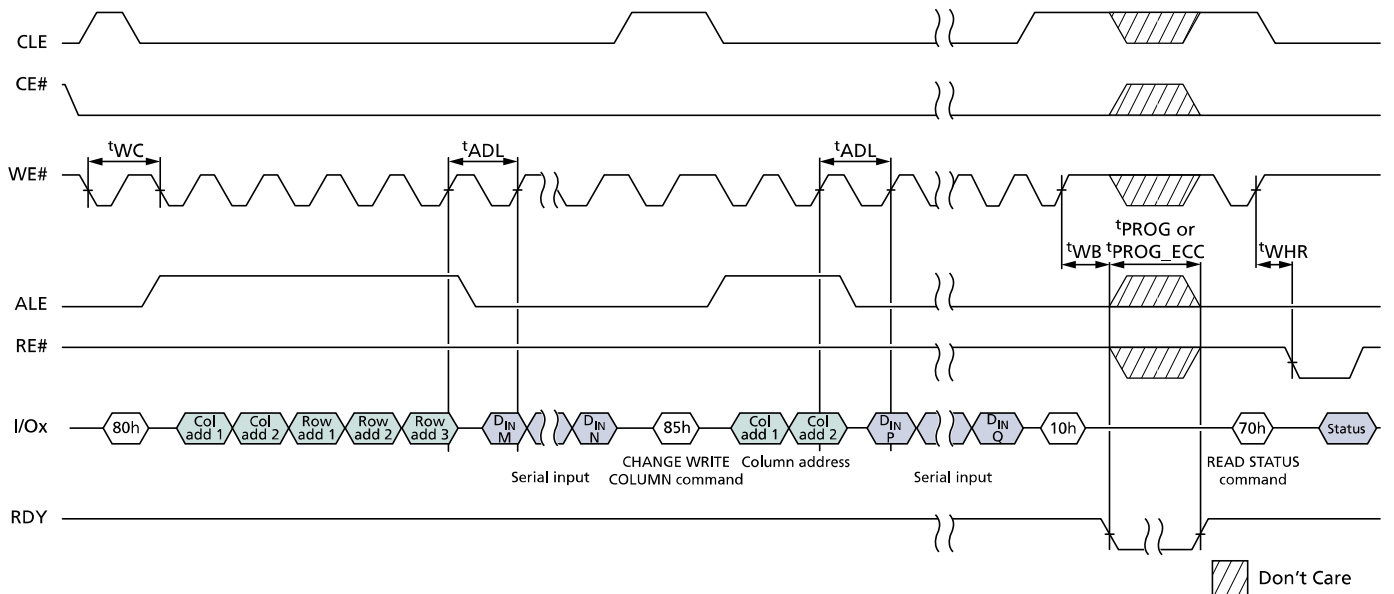 CLE
CE#
tWC
tADL
tADL
WE#
tPROG or
tWB
tPROG_ECC
tWHR
ALE
RE#
I/Ox
80h
Col
add 1
Col
add 2
Row
add 1
Row
add 2
Row
add 3
DIN
M
DIN
N
85h
Col
add 1
Col
add 2
DIN
P
DIN
Q
10h
70h
Status
Serial input
CHANGE WRITE
COLUMN command
Column address
Serial input
READ STATUS
command
RDY
Don't Care